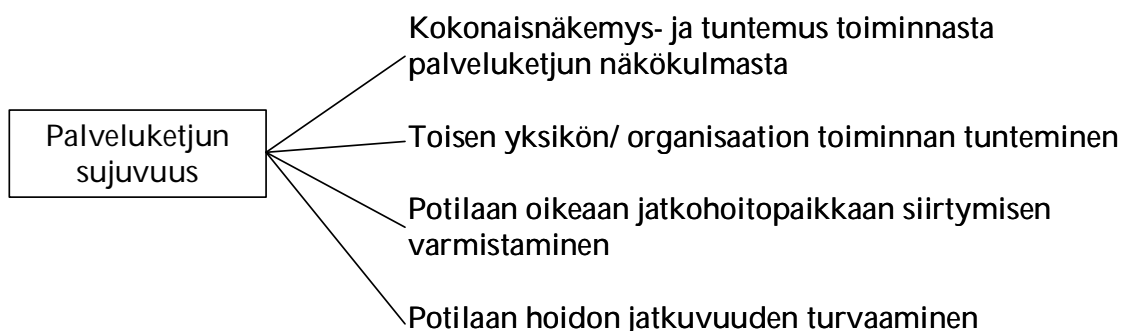 Kokonaisnäkemys- ja tuntemus toiminnasta
palveluketjun näkökulmasta
Palveluketjun
sujuvuus
Toisen yksikön/ organisaation toiminnan tunteminen
Potilaan oikeaan jatkohoitopaikkaan siirtymisen
varmistaminen
Potilaan hoidon jatkuvuuden turvaaminen